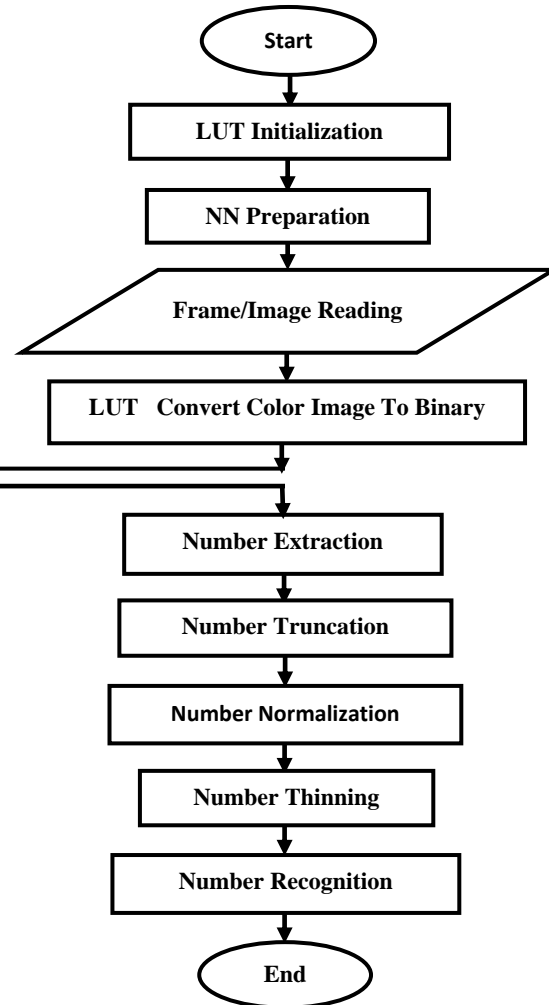 Start
LUT Initialization
NN Preparation
Frame/Image Reading
LUT Convert Color Image To Binary
Number Extraction
Number Truncation
Number Normalization
Number Thinning
Number Recognition
End